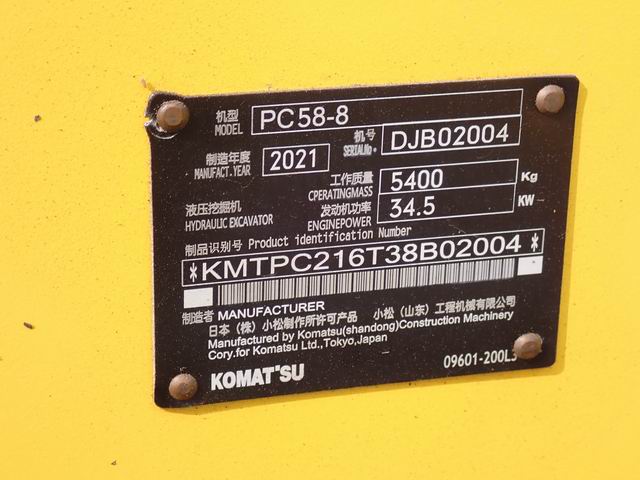 机型 MODEL PC58-8
机号 SERIALNo. DJB02004
制造年度 MANUFACT.YEAR 2021
工作质量 CPERATINGMASS 5400 Kg
液压挖掘机 HYDRAULIC EXCAVATOR
发动机功率 ENGINEPOWER 34.5 KW
制品识别号 Product identification Number
*KMTPC216T38B02004*
制造者 MANUFACTURER
日本（株）小松制作所许可产品 小松（山东）工程机械有限公司
Manufactured by Komatsu(shandong)Construction Machinery
Cory.for Komatsu Ltd.,Tokyo,Japan
KOMATSU
09601-200L3